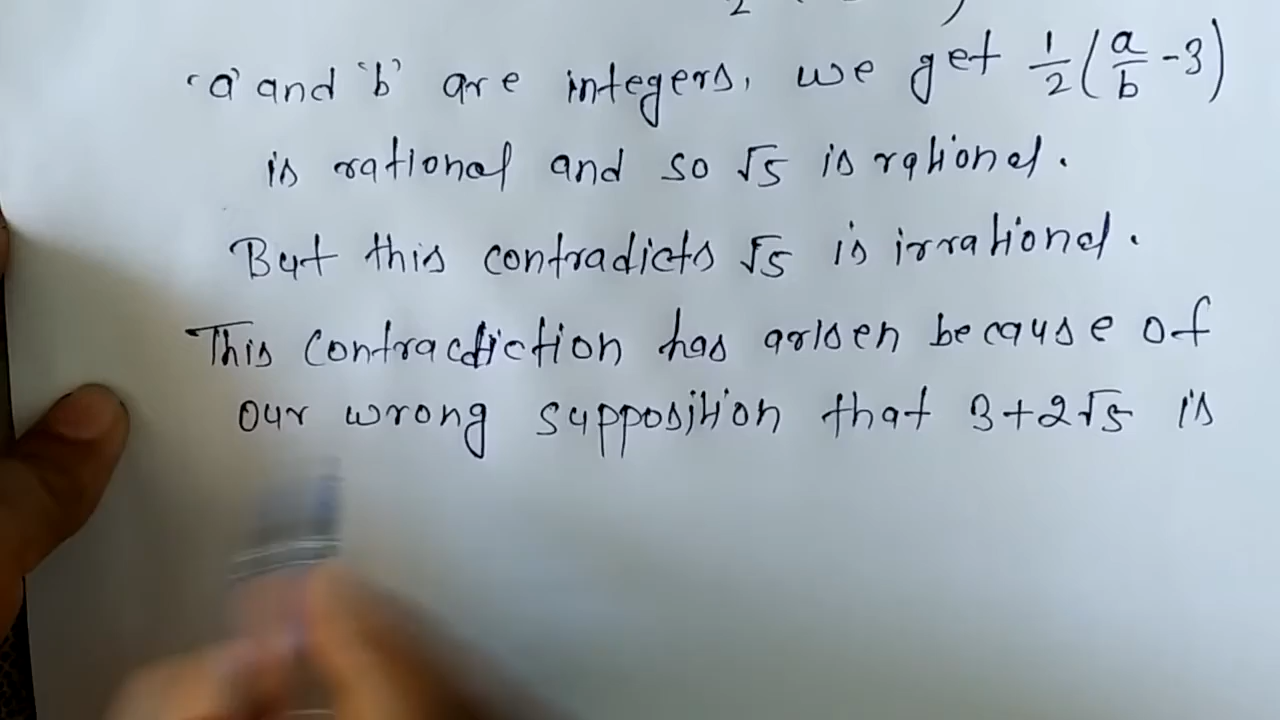 'a' and 'b' are integers, we get 1/2 (a/b - 3)
is rational and so √5 is rational.
But this contradicts √5 is irrational.
This contradiction has arisen because of
our wrong supposition that 3+2√5 is